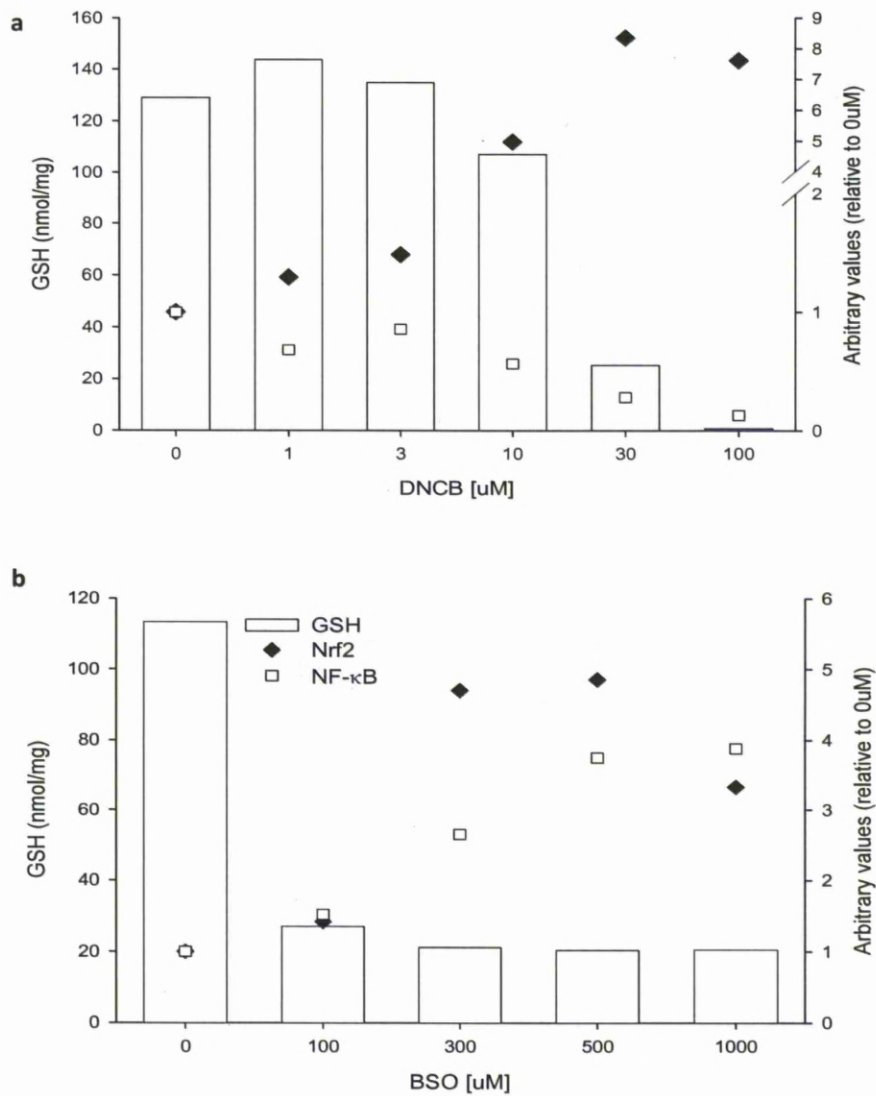 a
GSH (nmol/mg)
160
140
120
100
80
60
40
20
0
9
8
7
6
5
4
2
1
0
Arbitrary values (relative to 0uM)
0 1 3 10 30 100
DNCB [uM]
b
GSH (nmol/mg)
120
100
80
60
40
20
0
GSH
Nrf2
NF-κB
6
5
4
3
2
1
0
Arbitrary values (relative to 0uM)
0 100 300 500 1000
BSO [uM]